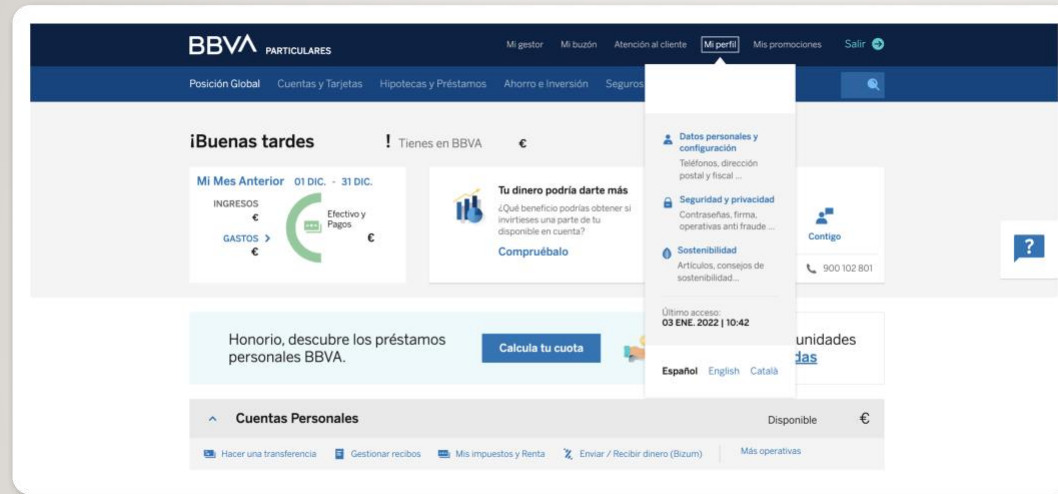 BBVA PARTICULARES
Mi gestor Mi buzón Atención al cliente Mi perfil Mis promociones Salir
Posición Global Cuentas y Tarjetas Hipotecas y Préstamos Ahorro e Inversión Seguros
¡Buenas tardes
! Tienes en BBVA €
Mi Mes Anterior 01 DIC. - 31 DIC.
INGRESOS
€
GASTOS >
€
Efectivo y
Pagos
€
Tu dinero podría darte más
¿Qué beneficio podrías obtener si
invirtieses una parte de tu
disponible en cuenta?
Compruébalo
Datos personales y
configuración
Teléfonos, dirección
postal y fiscal ...
Seguridad y privacidad
Contraseñas, firma,
operativas anti fraude ...
Sostenibilidad
Artículos, consejos de
sostenibilidad...
Último acceso:
03 ENE. 2022 | 10:42
Español English Català
Contigo
900 102 801
?
Honorio, descubre los préstamos
personales BBVA.
Calcula tu cuota
unidades
das
Cuentas Personales
Disponible €
Hacer una transferencia Gestionar recibos Mis impuestos y Renta Enviar / Recibir dinero (Bizum) Más operativas